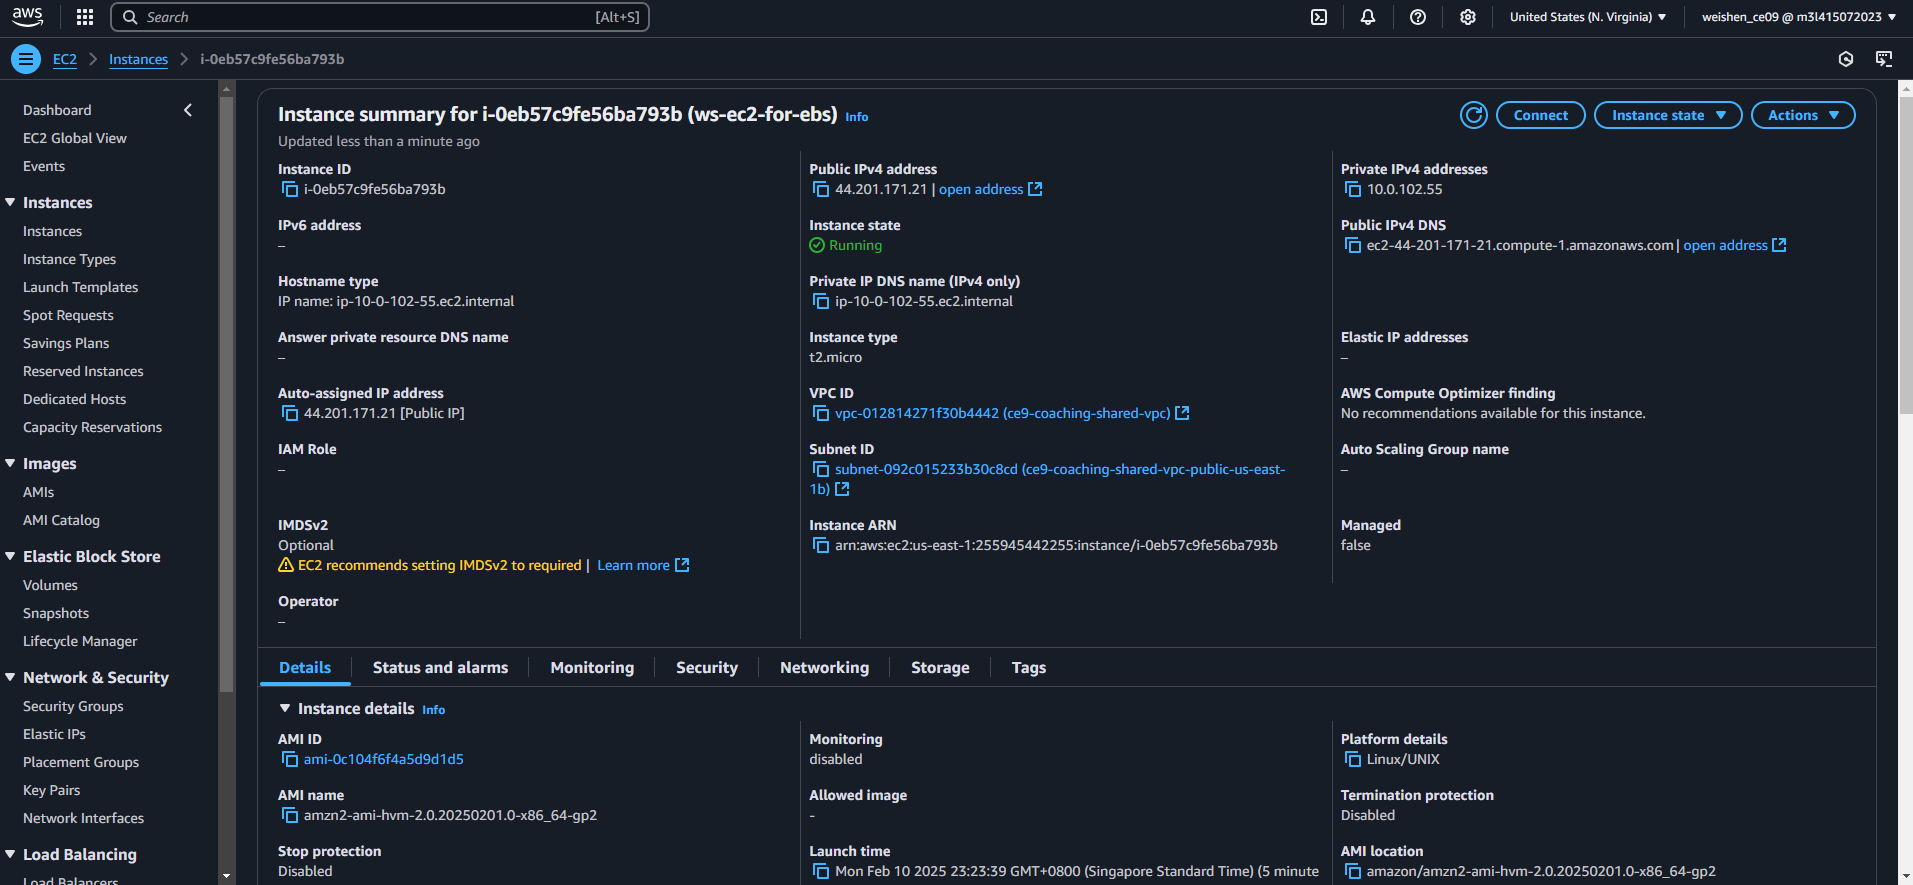 aws
Search
[Alt+S]
United States (N. Virginia)
weishen_ce09 @ m3l415072023
EC2
Instances
i-0eb57c9fe56ba793b
Dashboard
EC2 Global View
Events
Instances
Instances
Instance Types
Launch Templates
Spot Requests
Savings Plans
Reserved Instances
Dedicated Hosts
Capacity Reservations
Images
AMIs
AMI Catalog
Elastic Block Store
Volumes
Snapshots
Lifecycle Manager
Network & Security
Security Groups
Elastic IPs
Placement Groups
Key Pairs
Network Interfaces
Load Balancing
Load Balancers
Instance summary for i-0eb57c9fe56ba793b (ws-ec2-for-ebs) Info
Updated less than a minute ago
Connect
Instance state
Actions
Instance ID
i-0eb57c9fe56ba793b
Public IPv4 address
44.201.171.21 | open address
Private IPv4 addresses
10.0.102.55
IPv6 address
–
Instance state
Running
Public IPv4 DNS
ec2-44-201-171-21.compute-1.amazonaws.com | open address
Hostname type
IP name: ip-10-0-102-55.ec2.internal
Private IP DNS name (IPv4 only)
ip-10-0-102-55.ec2.internal
Answer private resource DNS name
–
Instance type
t2.micro
Elastic IP addresses
–
Auto-assigned IP address
44.201.171.21 [Public IP]
VPC ID
vpc-012814271f30b4442 (ce9-coaching-shared-vpc)
AWS Compute Optimizer finding
No recommendations available for this instance.
IAM Role
–
Subnet ID
subnet-092c015233b30c8cd (ce9-coaching-shared-vpc-public-us-east-
1b)
Auto Scaling Group name
–
IMDSv2
Optional
EC2 recommends setting IMDSv2 to required | Learn more
Instance ARN
arn:aws:ec2:us-east-1:255945442255:instance/i-0eb57c9fe56ba793b
Managed
false
Operator
–
Details
Status and alarms
Monitoring
Security
Networking
Storage
Tags
Instance details Info
AMI ID
ami-0c104f6f4a5d9d1d5
Monitoring
disabled
Platform details
Linux/UNIX
AMI name
amzn2-ami-hvm-2.0.20250201.0-x86_64-gp2
Allowed image
-
Termination protection
Disabled
Stop protection
Disabled
Launch time
Mon Feb 10 2025 23:23:39 GMT+0800 (Singapore Standard Time) (5 minute
AMI location
amazon/amzn2-ami-hvm-2.0.20250201.0-x86_64-gp2